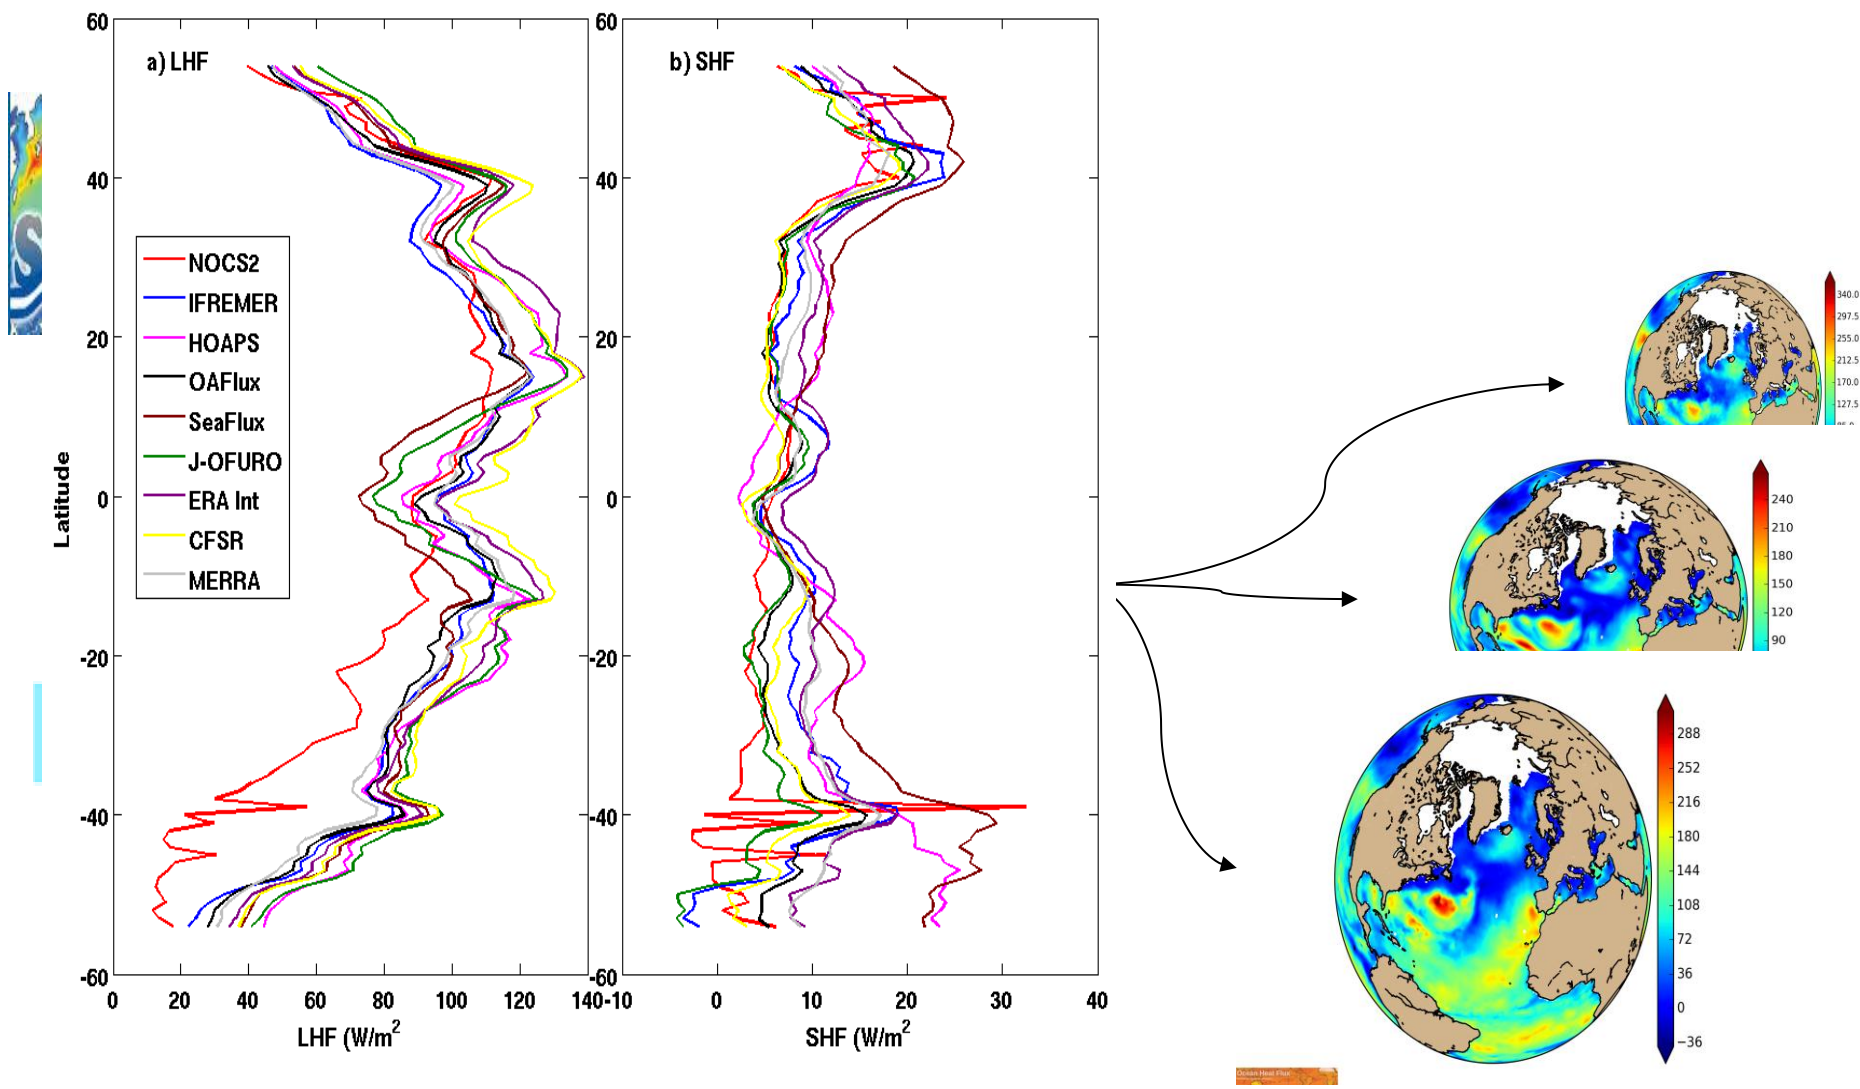 60
40
20
0
-20
-40
-60
Latitude
a) LHF
NOCS2
IFREMER
HOAPS
OAFlux
SeaFlux
J-OFURO
ERA Int
CFSR
MERRA
0 20 40 60 80 100 120 140
LHF (W/m2
60
40
20
0
-20
-40
-60
b) SHF
-10 0 10 20 30 40
SHF (W/m2
340.0
297.5
255.0
212.5
170.0
127.5
240
210
180
150
120
90
288
252
216
180
144
108
72
36
0
−36
Ocean Heat Flux